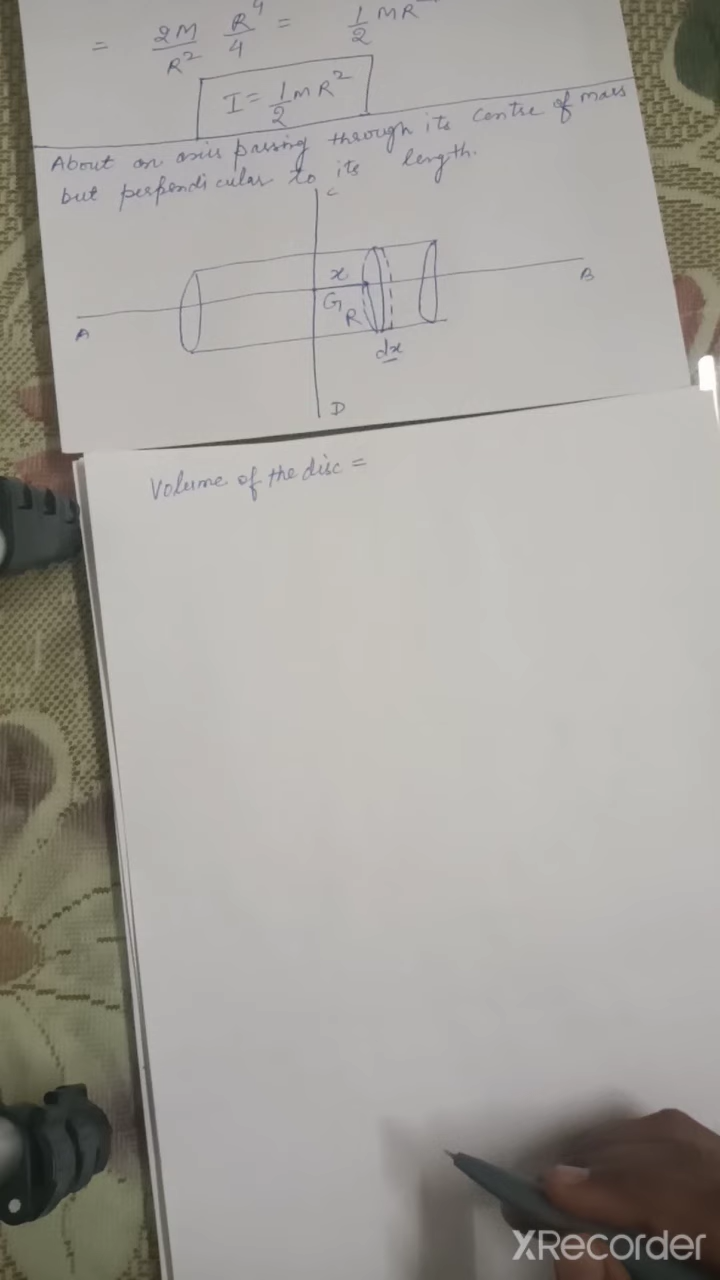 = 2M/R² R⁴/4 = 1/2 MR
I = 1/2 MR²
About an axis passing through its centre of mass
but perpendicular to its length.
C
x
B
G
A
R
dx
D
Volume of the disc =
XRecorder